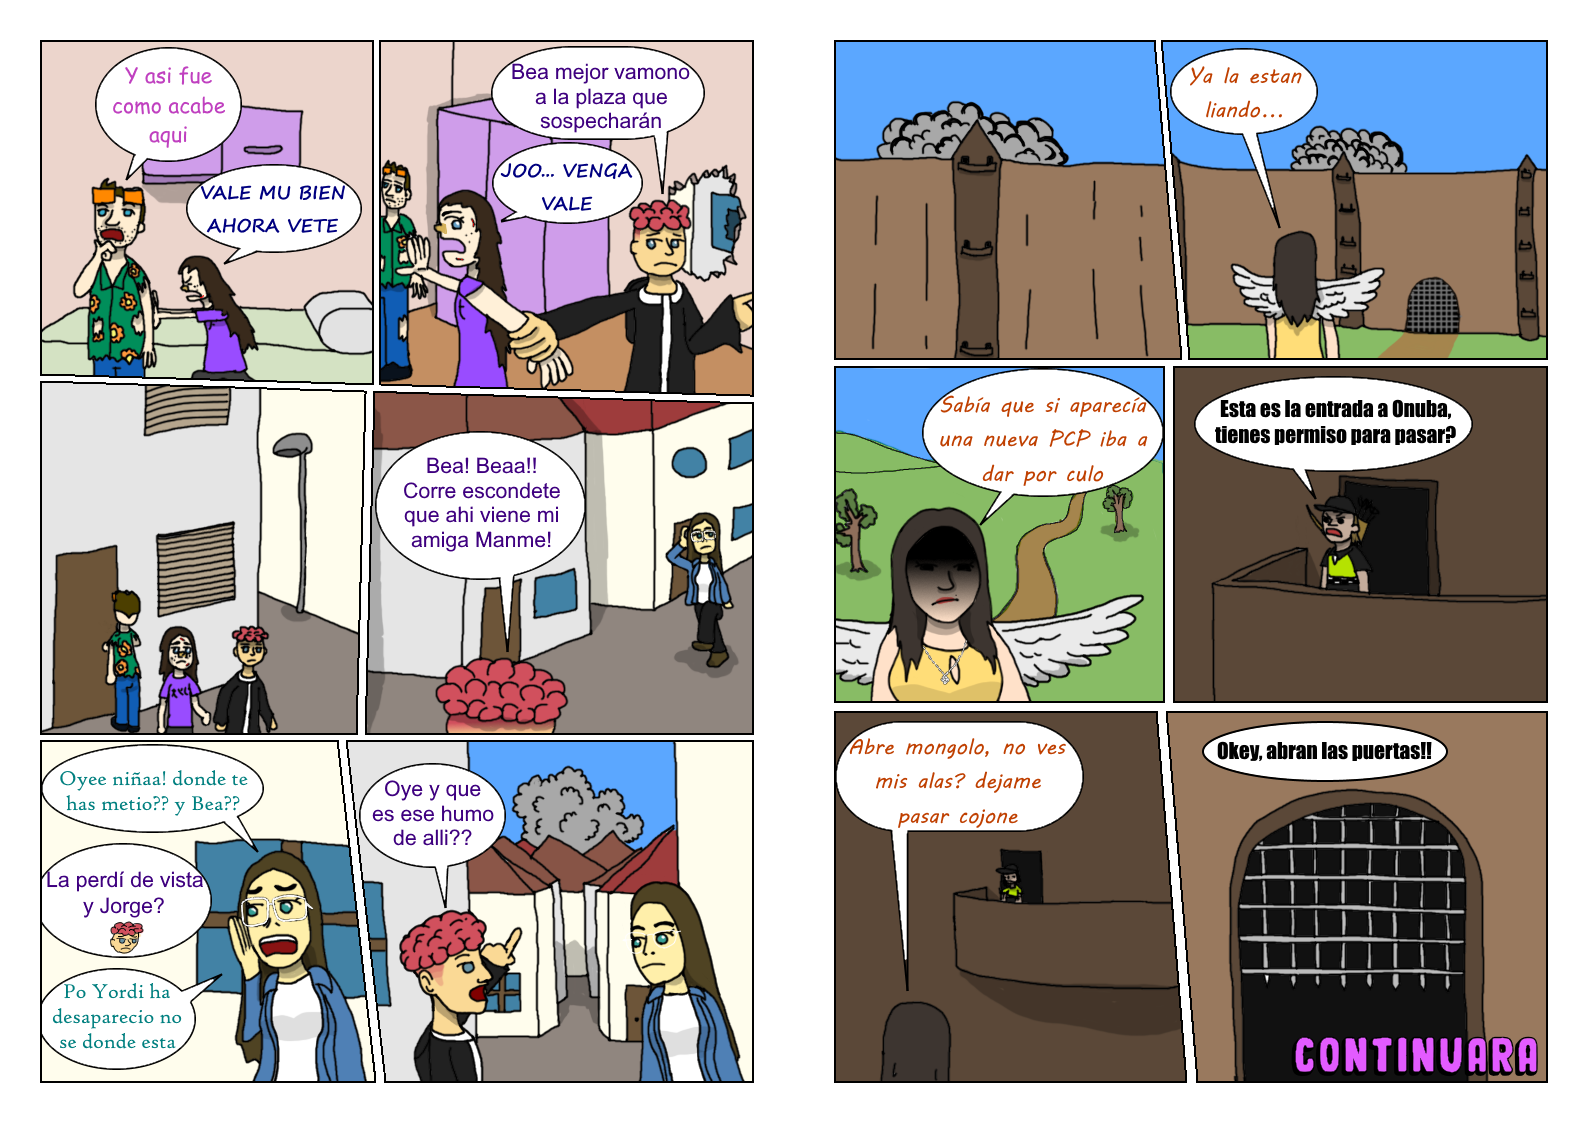 Y asi fue
como acabe
aqui
VALE MU BIEN
AHORA VETE
Bea mejor vamono
a la plaza que
sospecharán
JOO... VENGA
VALE
Bea! Beaa!!
Corre escondete
que ahi viene mi
amiga Manme!
Oyee niñaa! donde te
has metio?? y Bea??
La perdí de vista
y Jorge?
Po Yordi ha
desaparecio no
se donde esta
Oye y que
es ese humo
de alli??
Ya la estan
liando...
Sabía que si aparecía
una nueva PCP iba a
dar por culo
Esta es la entrada a Onuba,
tienes permiso para pasar?
Abre mongolo, no ves
mis alas? dejame
pasar cojone
Okey, abran las puertas!!
CONTINUARA